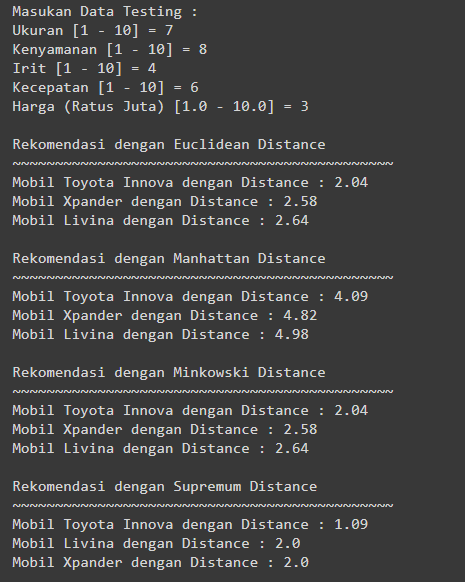 Masukan Data Testing :
Ukuran [1 - 10] = 7
Kenyamanan [1 - 10] = 8
Irit [1 - 10] = 4
Kecepatan [1 - 10] = 6
Harga (Ratus Juta) [1.0 - 10.0] = 3

Rekomendasi dengan Euclidean Distance
~~~~~~~~~~~~~~~~~~~~~~~~~~~~~~~~~~~~~~~~~~~~~
Mobil Toyota Innova dengan Distance : 2.04
Mobil Xpander dengan Distance : 2.58
Mobil Livina dengan Distance : 2.64

Rekomendasi dengan Manhattan Distance
~~~~~~~~~~~~~~~~~~~~~~~~~~~~~~~~~~~~~~~~~~~~~
Mobil Toyota Innova dengan Distance : 4.09
Mobil Xpander dengan Distance : 4.82
Mobil Livina dengan Distance : 4.98

Rekomendasi dengan Minkowski Distance
~~~~~~~~~~~~~~~~~~~~~~~~~~~~~~~~~~~~~~~~~~~~~
Mobil Toyota Innova dengan Distance : 2.04
Mobil Xpander dengan Distance : 2.58
Mobil Livina dengan Distance : 2.64

Rekomendasi dengan Supremum Distance
~~~~~~~~~~~~~~~~~~~~~~~~~~~~~~~~~~~~~~~~~~~~~
Mobil Toyota Innova dengan Distance : 1.09
Mobil Livina dengan Distance : 2.0
Mobil Xpander dengan Distance : 2.0